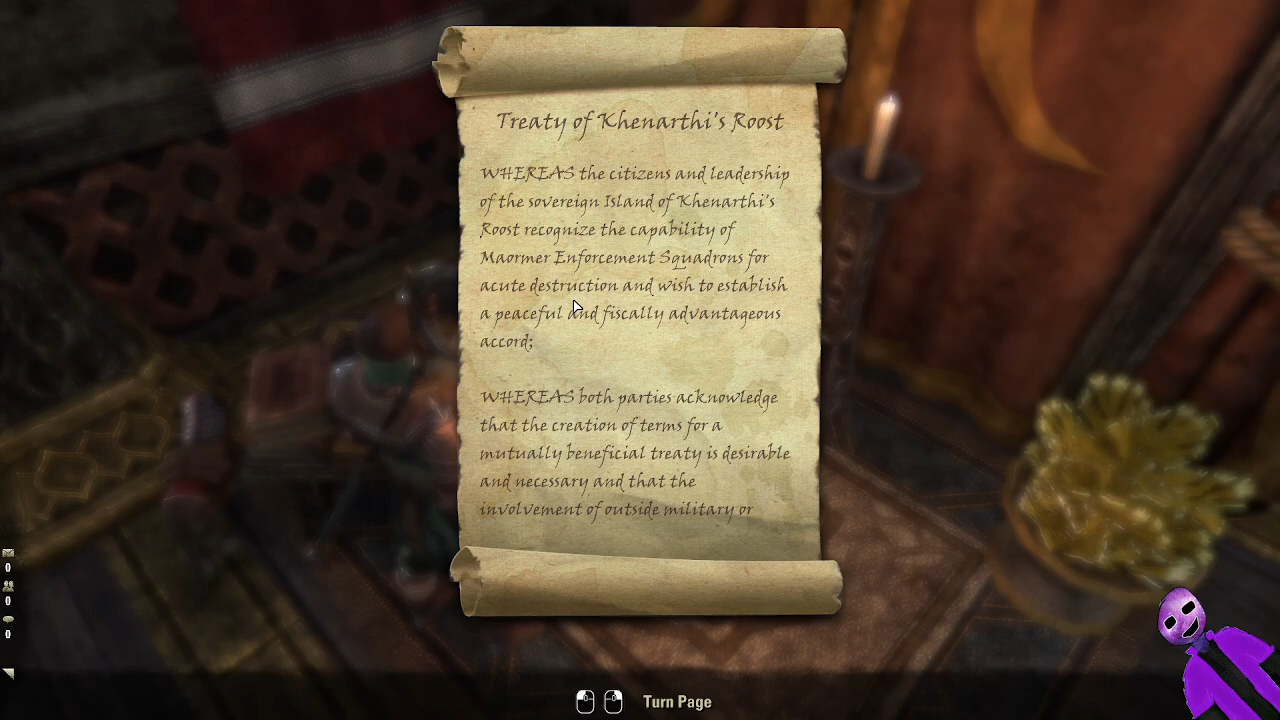 Treaty of Khenarthi's Roost
WHEREAS the citizens and leadership
of the sovereign Island of Khenarthi's
Roost recognize the capability of
Maormer Enforcement Squadrons for
acute destruction and wish to establish
a peaceful and fiscally advantageous
accord;
WHEREAS both parties acknowledge
that the creation of terms for a
mutually beneficial treaty is desirable
and necessary and that the
involvement of outside military or
0
0
0
Turn Page